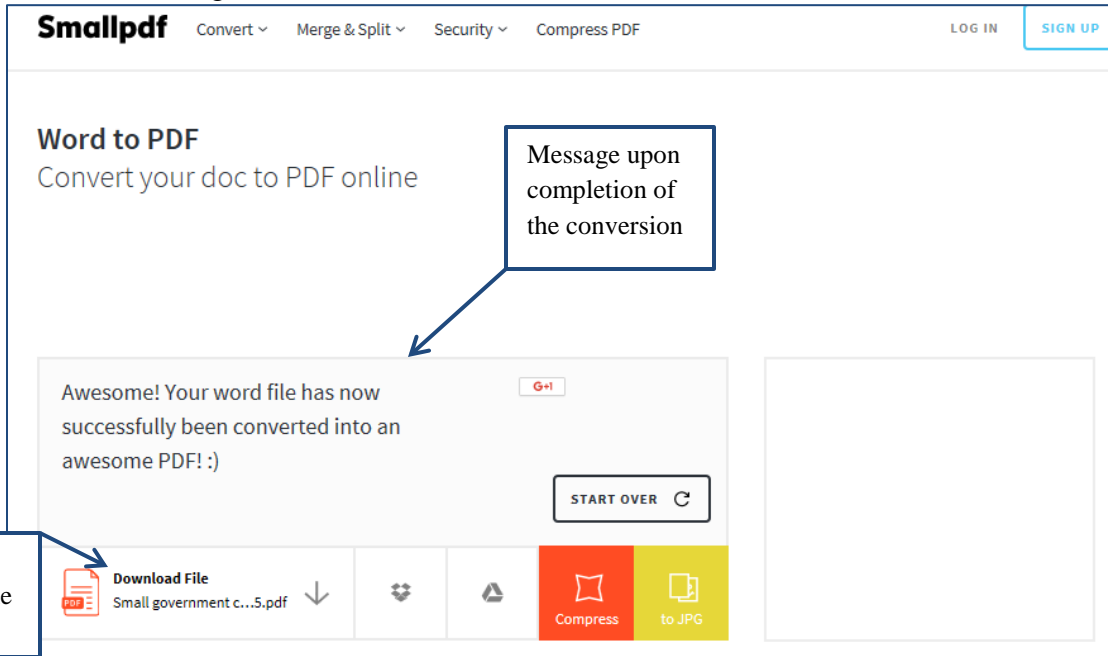 Smallpdf Convert Merge & Split Security Compress PDF LOG IN SIGN UP
Word to PDF
Convert your doc to PDF online
Message upon
completion of
the conversion
Awesome! Your word file has now
successfully been converted into an
awesome PDF! :)
G+1
START OVER
Download File
Small government c...5.pdf
PDF
Compress
to JPG